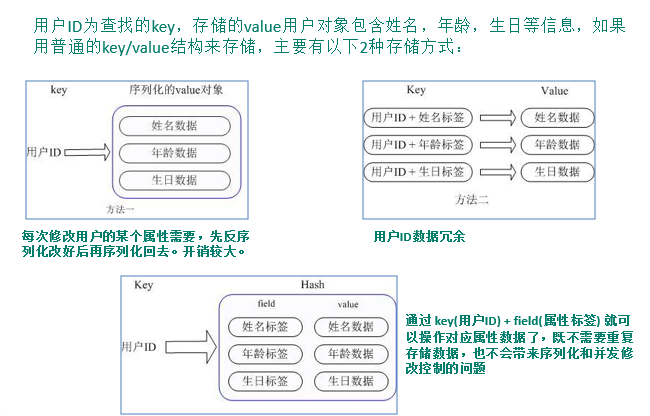 用户ID为查找的key，存储的value用户对象包含姓名，年龄，生日等信息，如果
用普通的key/value结构来存储，主要有以下2种存储方式：
key
序列化的value对象
用户ID
姓名数据
年龄数据
生日数据
方法一
Key
Value
用户ID + 姓名标签
姓名数据
用户ID + 年龄标签
年龄数据
用户ID + 生日标签
生日数据
方法二
每次修改用户的某个属性需要，先反序
列化改好后再序列化回去。开销较大。
用户ID数据冗余
Key
Hash
field
value
用户ID
姓名标签
姓名数据
年龄标签
年龄数据
生日标签
生日数据
通过 key(用户ID) + field(属性标签) 就可
以操作对应属性数据了，既不需要重复
存储数据，也不会带来序列化和并发修
改控制的问题